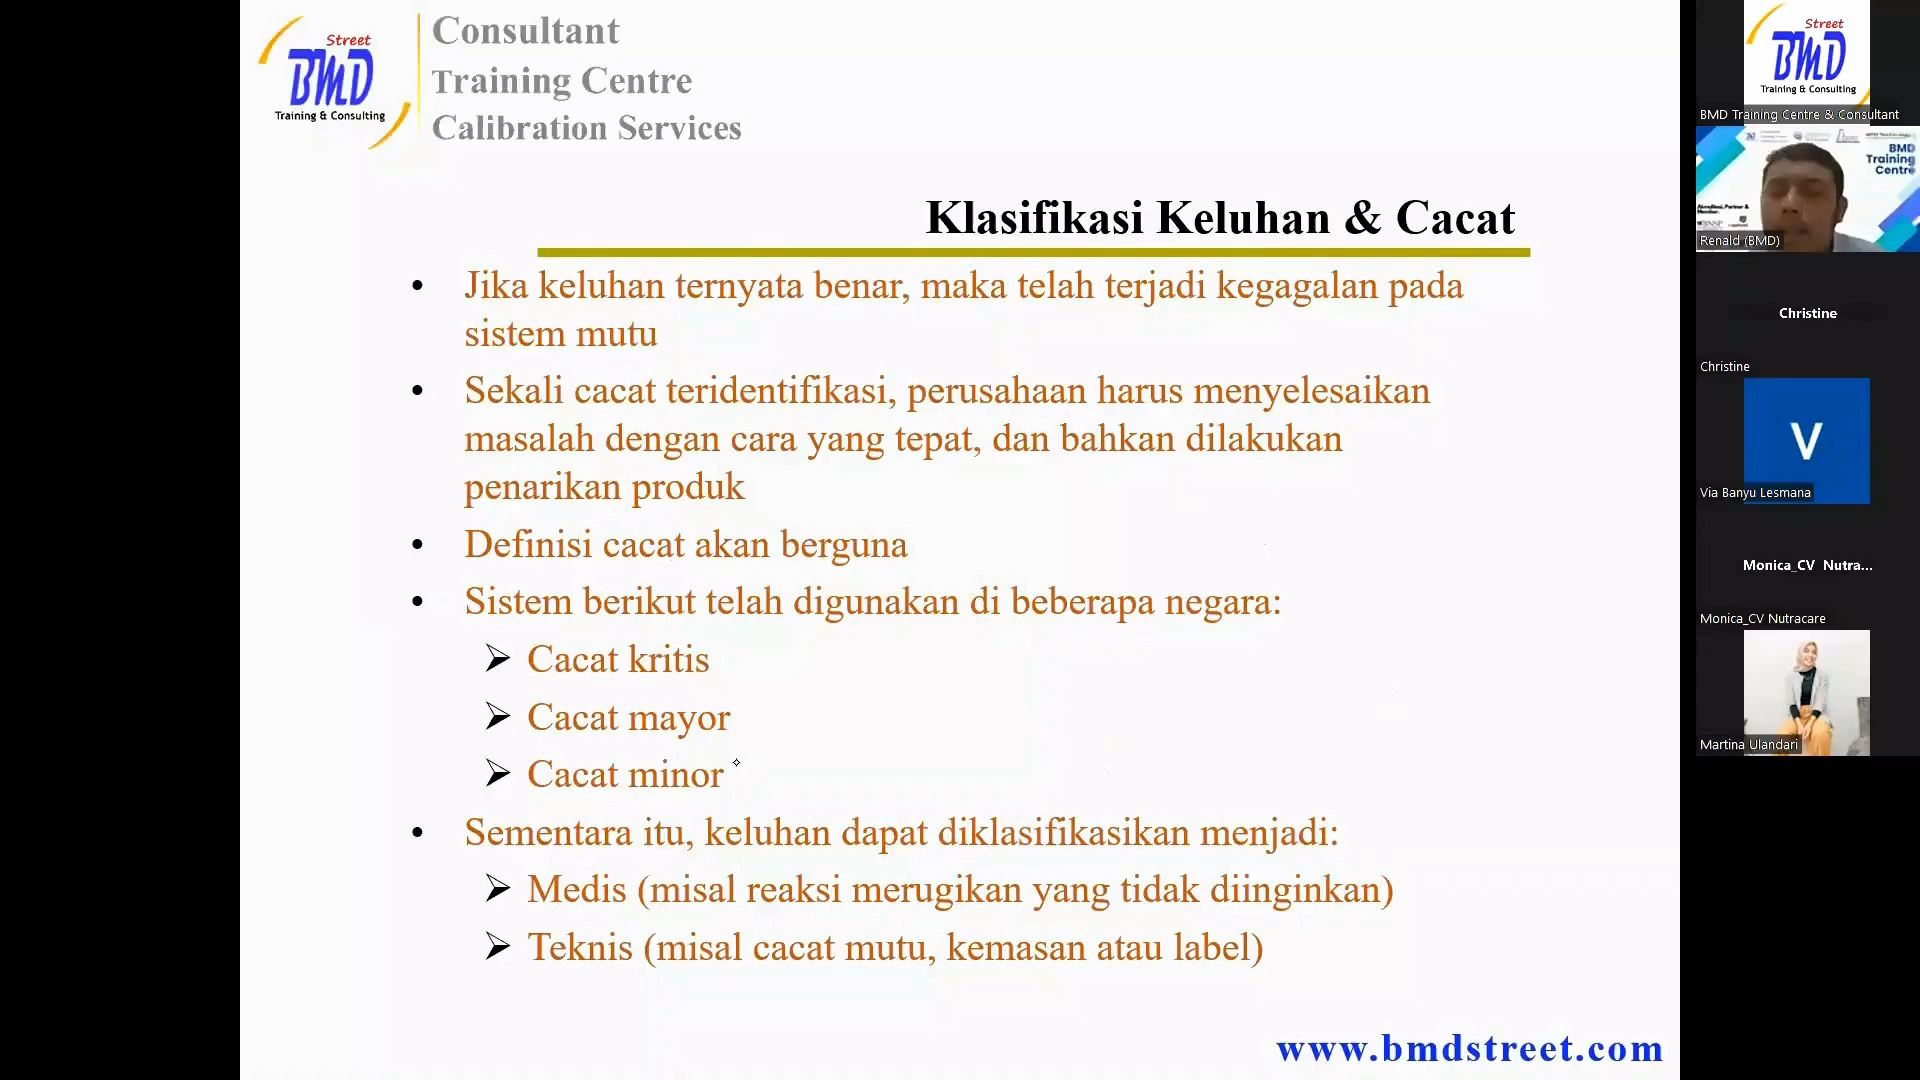 Street
BMD
Training & Consulting
Consultant
Training Centre
Calibration Services
Klasifikasi Keluhan & Cacat
• Jika keluhan ternyata benar, maka telah terjadi kegagalan pada
sistem mutu
• Sekali cacat teridentifikasi, perusahaan harus menyelesaikan
masalah dengan cara yang tepat, dan bahkan dilakukan
penarikan produk
• Definisi cacat akan berguna
• Sistem berikut telah digunakan di beberapa negara:
➢ Cacat kritis
➢ Cacat mayor
➢ Cacat minor
• Sementara itu, keluhan dapat diklasifikasikan menjadi:
➢ Medis (misal reaksi merugikan yang tidak diinginkan)
➢ Teknis (misal cacat mutu, kemasan atau label)
www.bmdstreet.com
Street
BMD
Training & Consulting
BMD Training Centre & Consultant
BMD
Training
Centre
Renald (BMD)
Christine
Christine
V
Via Banyu Lesmana
Monica_CV Nutra...
Monica_CV Nutracare
Martina Ulandari